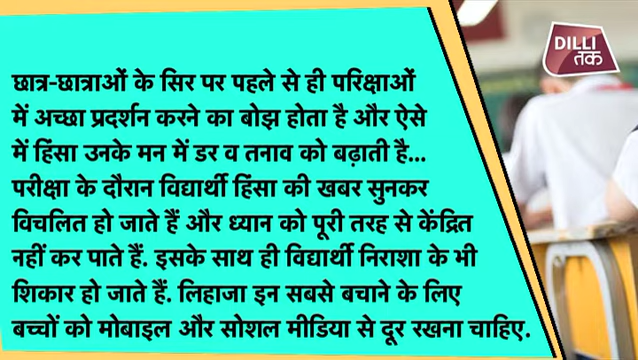 DILLI
तक
छात्र-छात्राओं के सिर पर पहले से ही परिक्षाओं
में अच्छा प्रदर्शन करने का बोझ होता है और ऐसे
में हिंसा उनके मन में डर व तनाव को बढ़ाती है...
परीक्षा के दौरान विद्यार्थी हिंसा की खबर सुनकर
विचलित हो जाते हैं और ध्यान को पूरी तरह से केंद्रित
नहीं कर पाते हैं. इसके साथ ही विद्यार्थी निराशा के भी
शिकार हो जाते हैं. लिहाजा इन सबसे बचाने के लिए
बच्चों को मोबाइल और सोशल मीडिया से दूर रखना चाहिए.